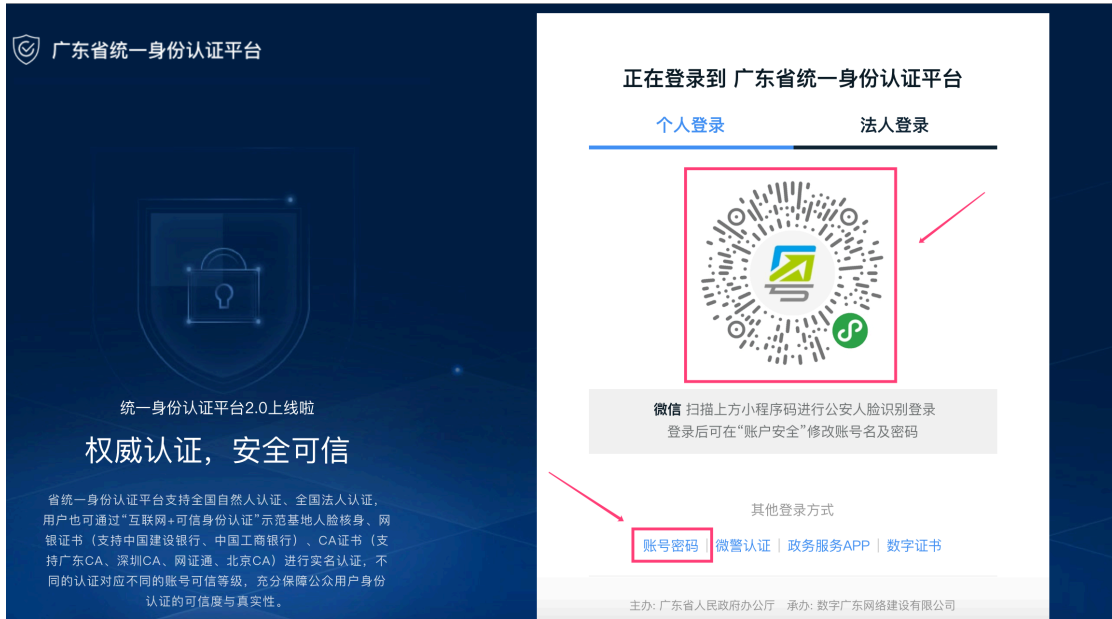 广东省统一身份认证平台
统一身份认证平台2.0上线啦
权威认证，安全可信
省统一身份认证平台支持全国自然人认证、全国法人认证，
用户也可通过“互联网+可信身份认证”示范基地人脸核身、网
银证书（支持中国建设银行、中国工商银行）、CA证书（支
持广东CA、深圳CA、网证通、北京CA）进行实名认证，不
同的认证对应不同的账号可信等级，充分保障公众用户身份
认证的可信度与真实性。
正在登录到 广东省统一身份认证平台
个人登录 法人登录
微信 扫描上方小程序码进行公安人脸识别登录
登录后可在“账户安全”修改账号名及密码
其他登录方式
账号密码 | 微警认证 | 政务服务APP | 数字证书
主办: 广东省人民政府办公厅 承办: 数字广东网络建设有限公司